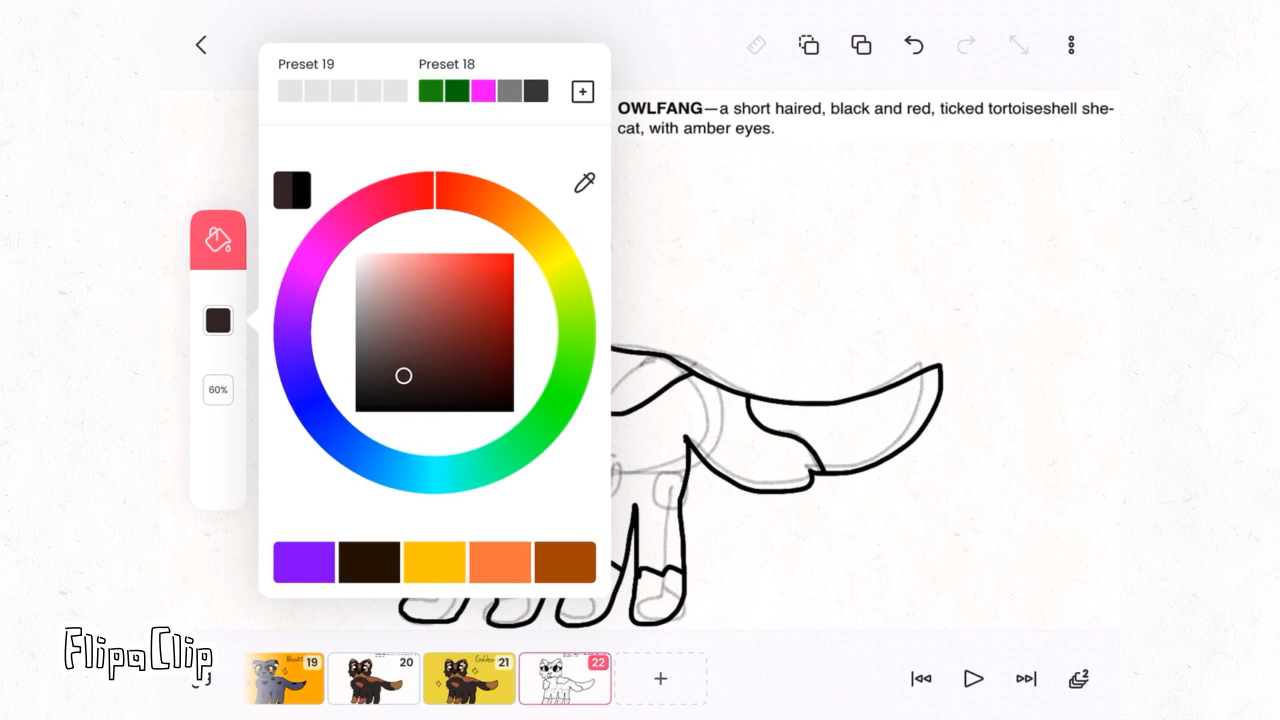 Preset 19
Preset 18
OWLFANG—a short haired, black and red, ticked tortoiseshell she-
cat, with amber eyes.
60%
FlipaClip
19
20
21
22
+
2